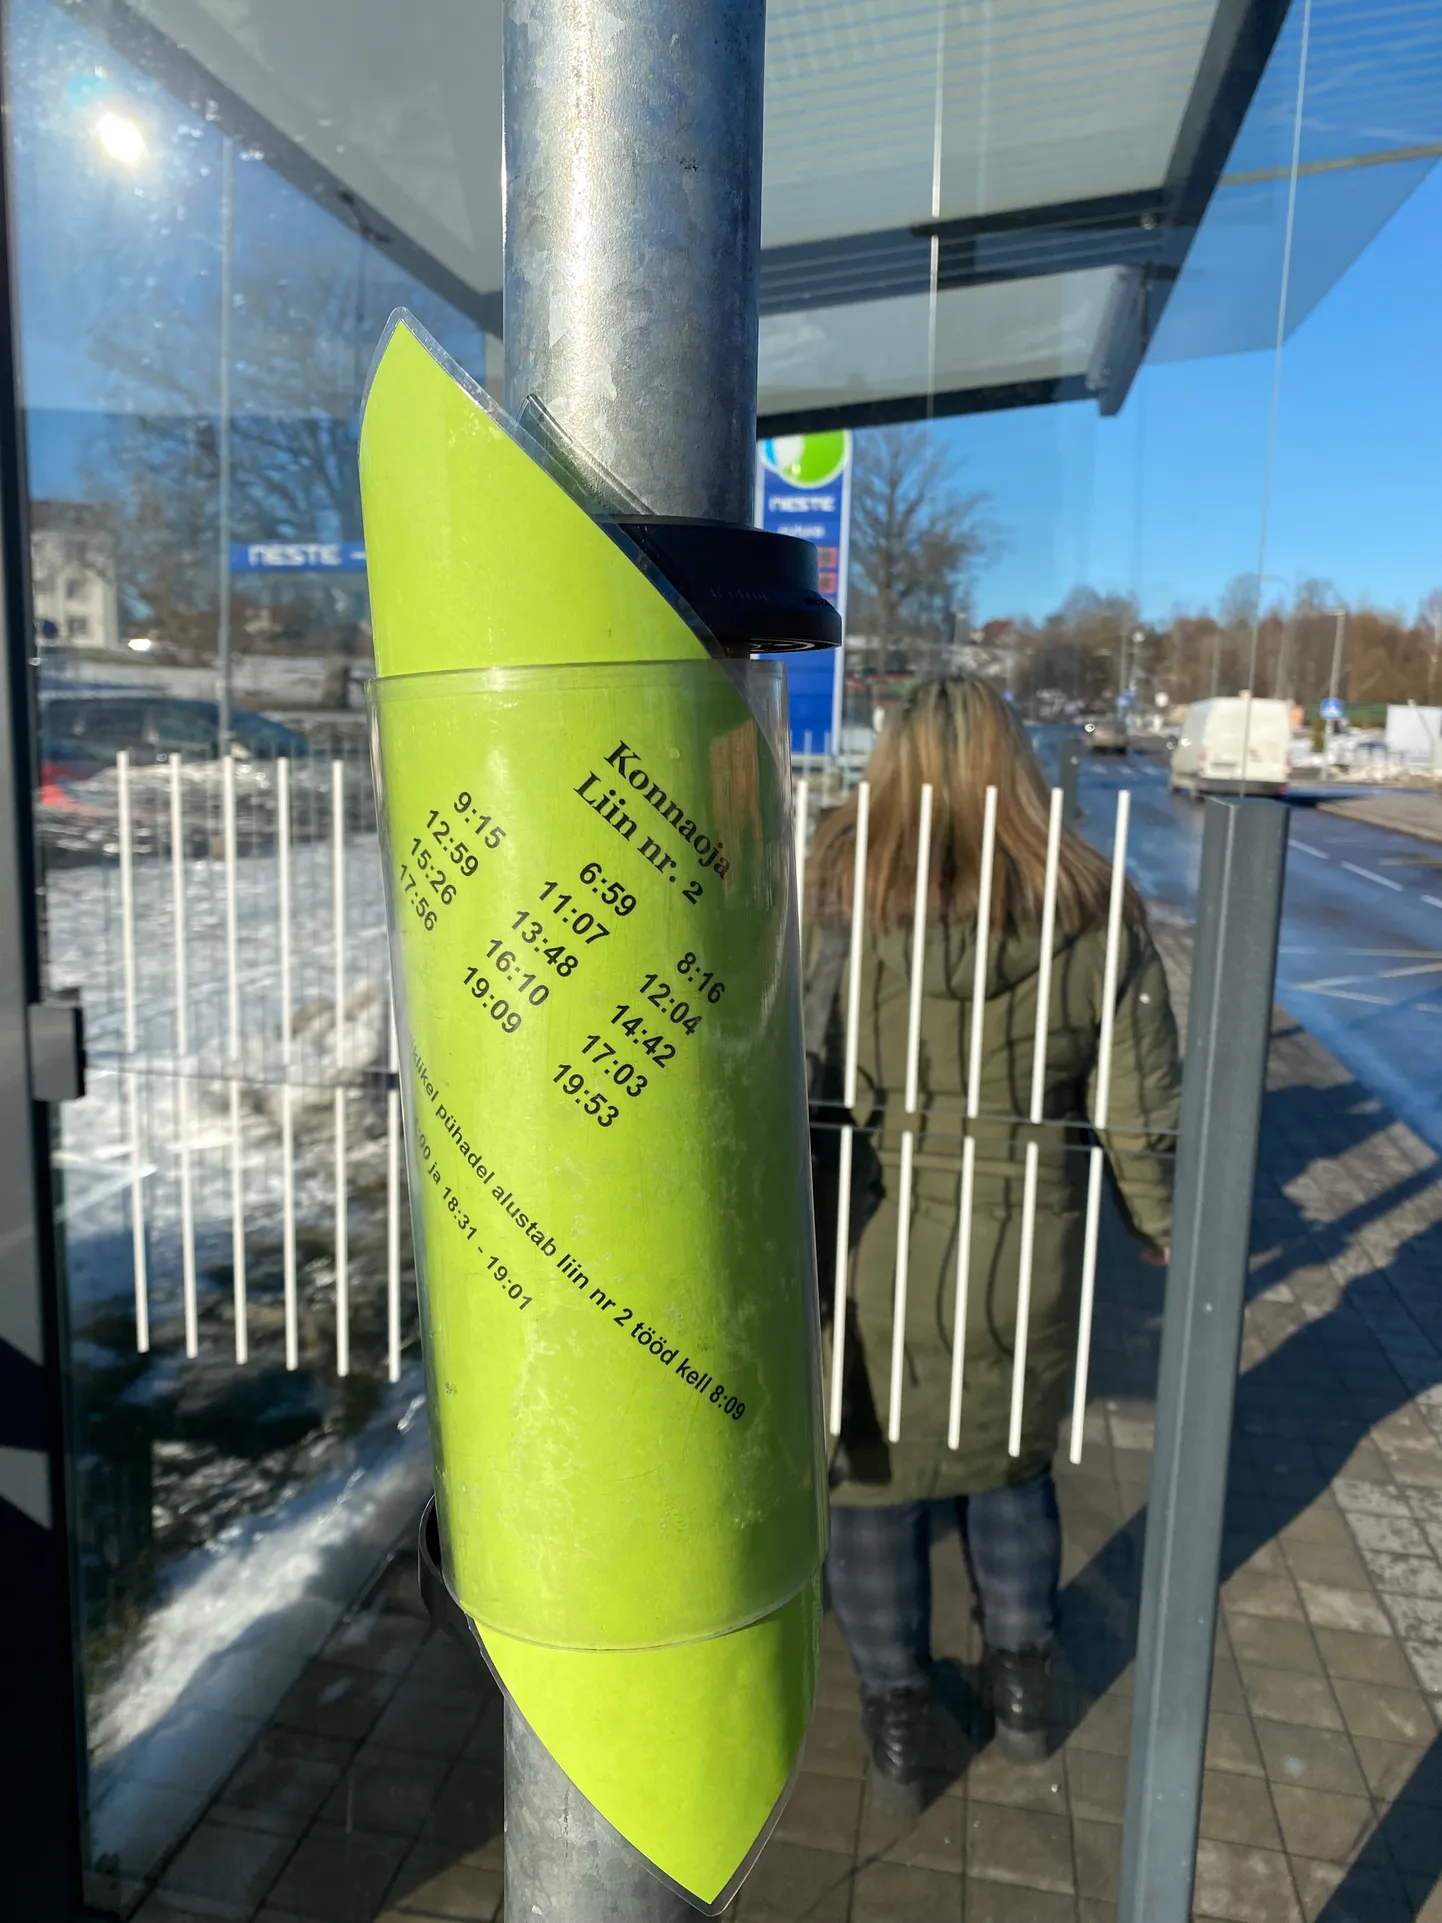 NESTE
NESTE
Konnaoja
Liin nr. 2
6:59 8:16
9:15 11:07 12:04
12:59 13:48 14:42
15:26 16:10 17:03
17:56 19:09 19:53
pühadel alustab liin nr 2 tööd kell 8:09
ja 18:31 - 19:01